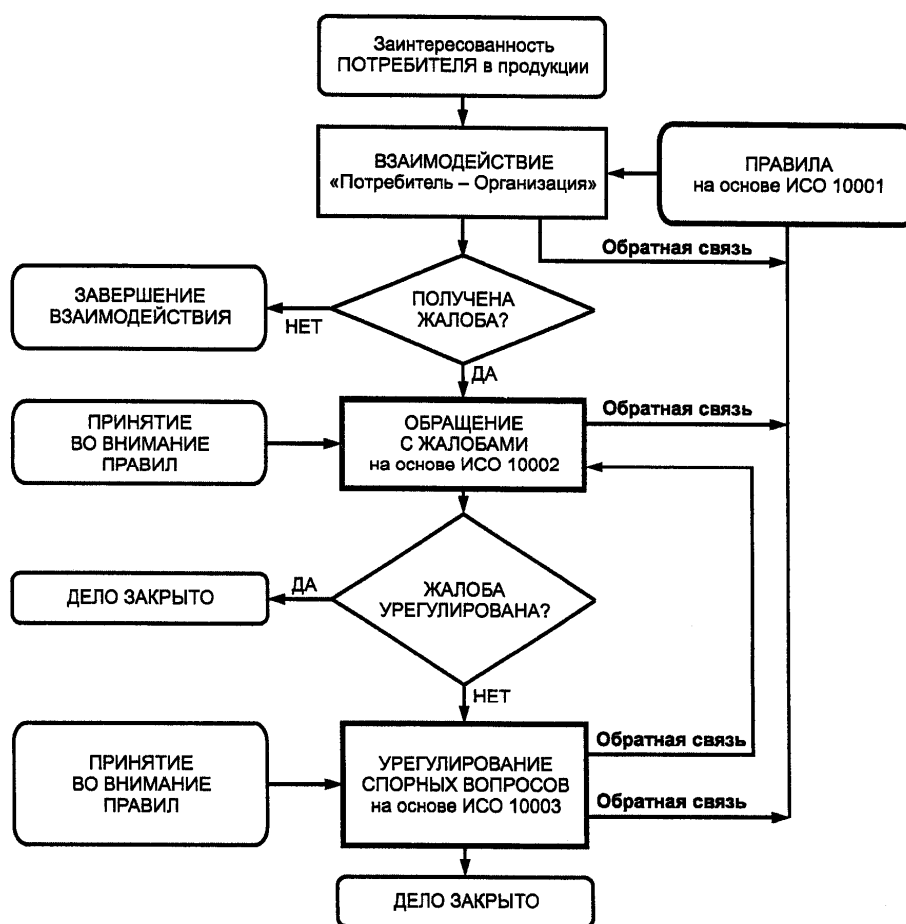 Заинтересованность
ПОТРЕБИТЕЛЯ в продукции
ВЗАИМОДЕЙСТВИЕ
«Потребитель – Организация»
ПРАВИЛА
на основе ИСО 10001
Обратная связь
ЗАВЕРШЕНИЕ
ВЗАИМОДЕЙСТВИЯ
НЕТ
ПОЛУЧЕНА
ЖАЛОБА?
ДА
ПРИНЯТИЕ
ВО ВНИМАНИЕ
ПРАВИЛ
ОБРАЩЕНИЕ
С ЖАЛОБАМИ
на основе ИСО 10002
Обратная связь
ДЕЛО ЗАКРЫТО
ДА
ЖАЛОБА
УРЕГУЛИРОВАНА?
НЕТ
ПРИНЯТИЕ
ВО ВНИМАНИЕ
ПРАВИЛ
УРЕГУЛИРОВАНИЕ
СПОРНЫХ ВОПРОСОВ
на основе ИСО 10003
Обратная связь
Обратная связь
ДЕЛО ЗАКРЫТО